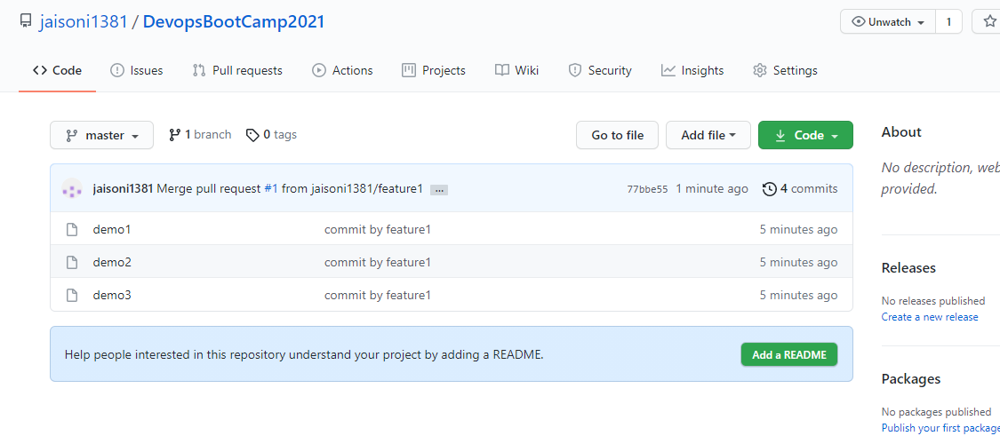 jaisoni1381 / DevopsBootCamp2021
Unwatch 1
Code Issues Pull requests Actions Projects Wiki Security Insights Settings
master 1 branch 0 tags Go to file Add file Code
About
No description, web
provided.
jaisoni1381 Merge pull request #1 from jaisoni1381/feature1 ... 77bbe55 1 minute ago 4 commits
demo1 commit by feature1 5 minutes ago
demo2 commit by feature1 5 minutes ago
demo3 commit by feature1 5 minutes ago
Releases
No releases published
Create a new release
Help people interested in this repository understand your project by adding a README. Add a README
Packages
No packages published
Publish your first package